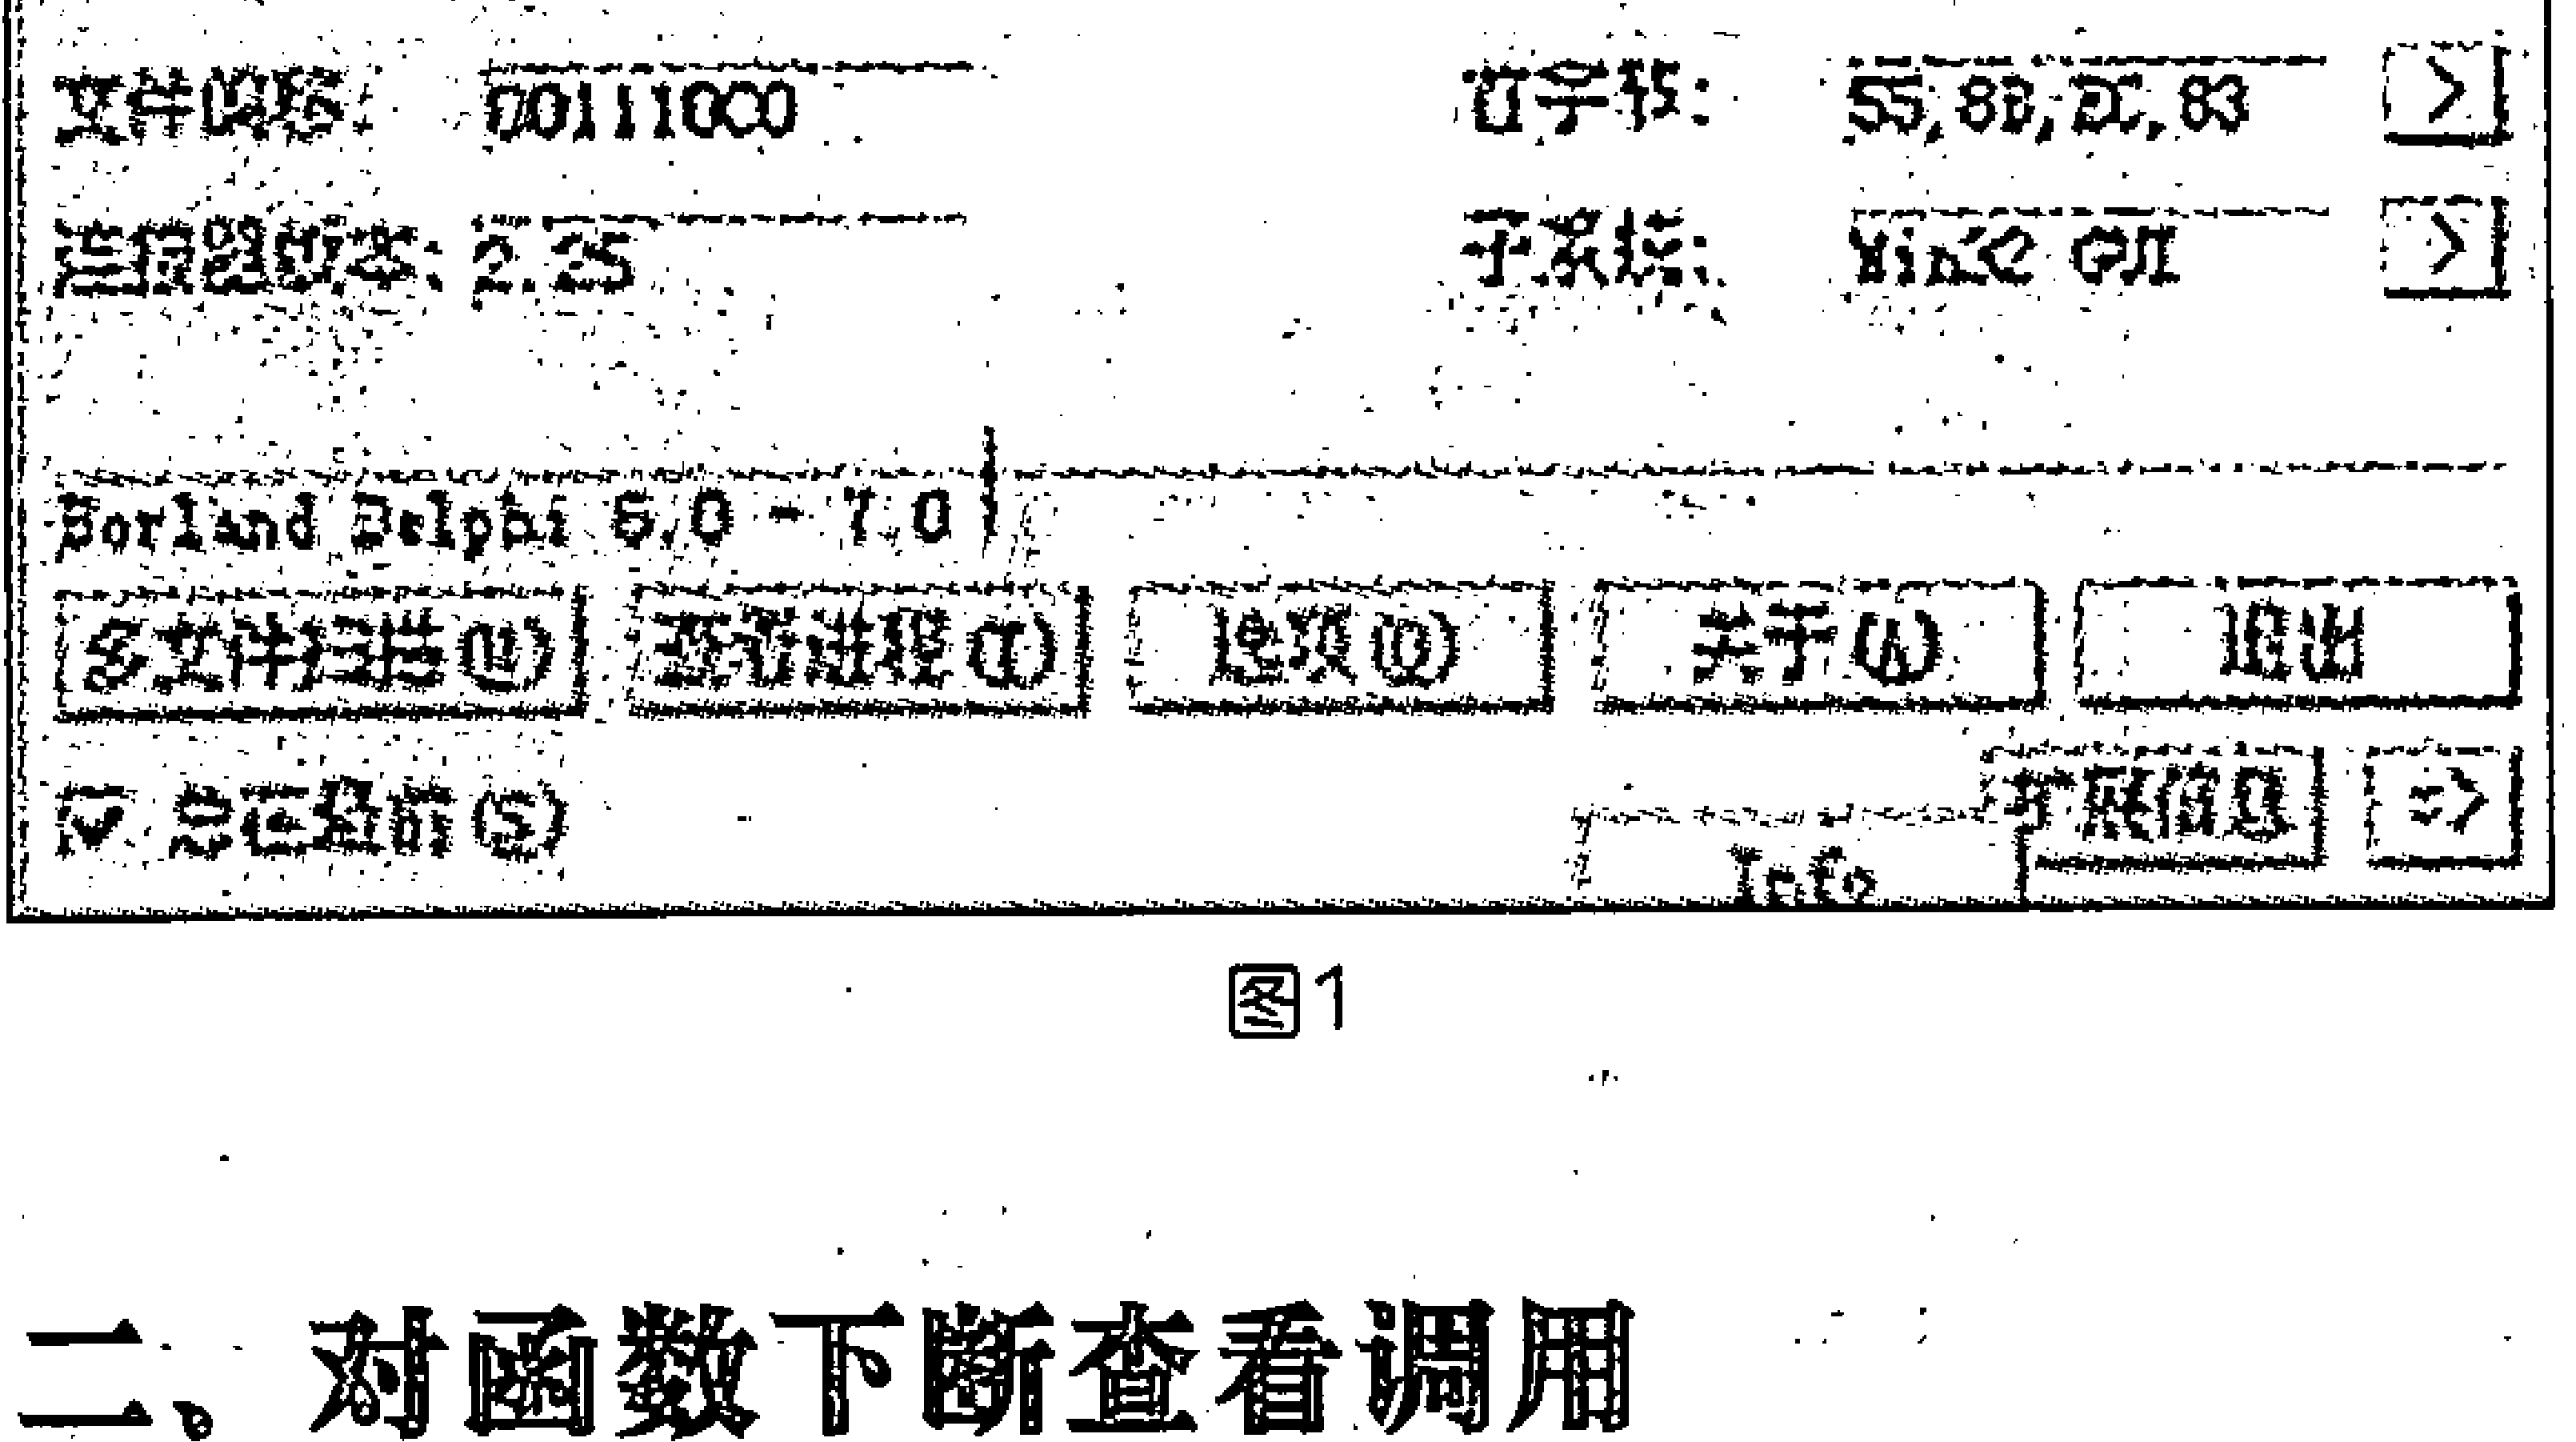 文件偏移: 00111000 首字节: 55,8B,EC,83 >
连接器版本: 2.25 子系统: Win32 GUI >
Borland Delphi 6.0 - 7.0
多文件扫描(M) 查看进程(T) 选项(O) 关于(A) 退出
总在最前(S) 扩展信息 =>
Info
图1
二、对函数下断查看调用